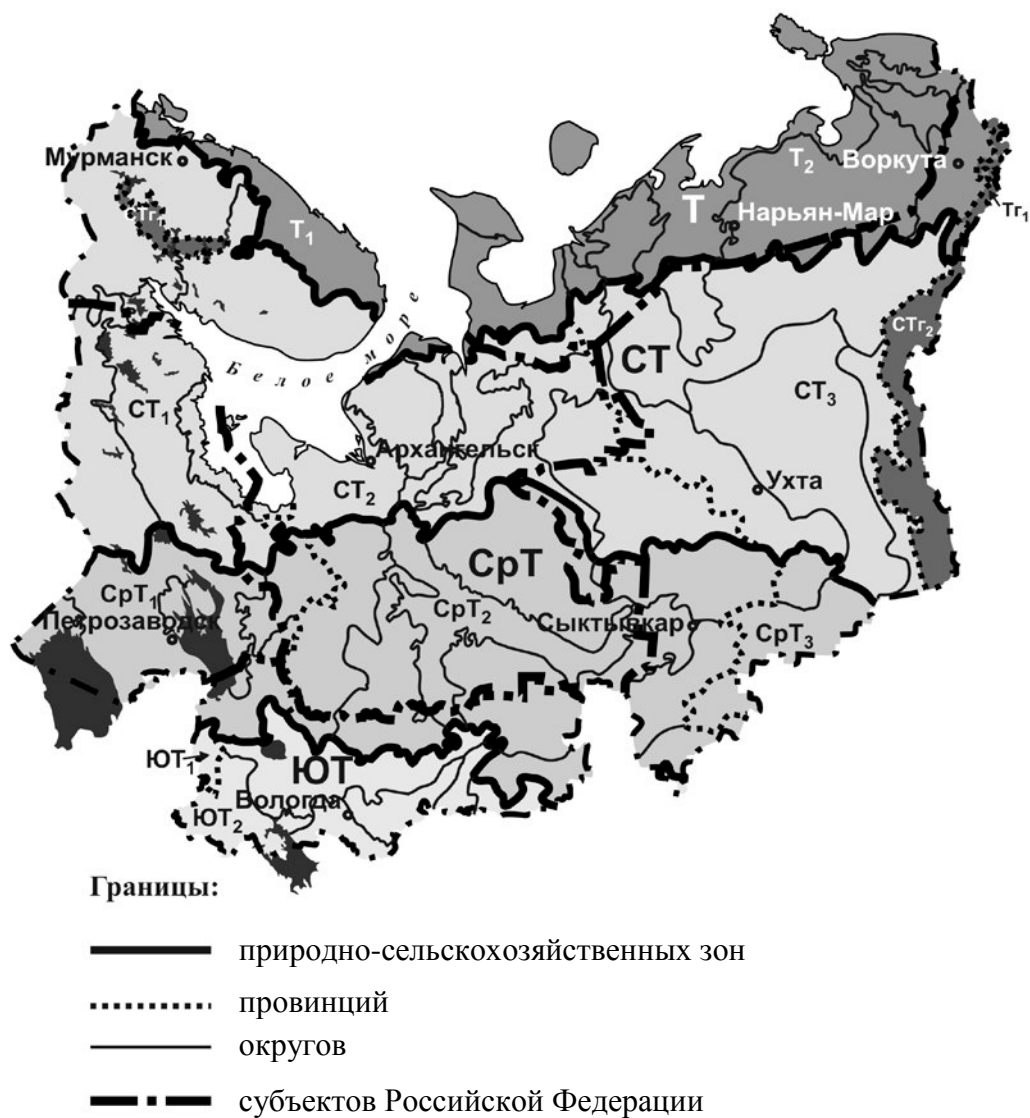 Мурманск
Т₂ Воркута
СТг₁
Т
Тг₁
Т₁
Нарьян-Мар
Белое море
СТг₂
СТ
СТ₁
СТ₃
Архангельск
СТ₂
Ухта
СрТ
СрТ₁
СрТ₂
Петрозаводск
Сыктывкар
СрТ₃
ЮТ₁
ЮТ
Вологда
ЮТ₂
Границы:
природно-сельскохозяйственных зон
провинций
округов
субъектов Российской Федерации